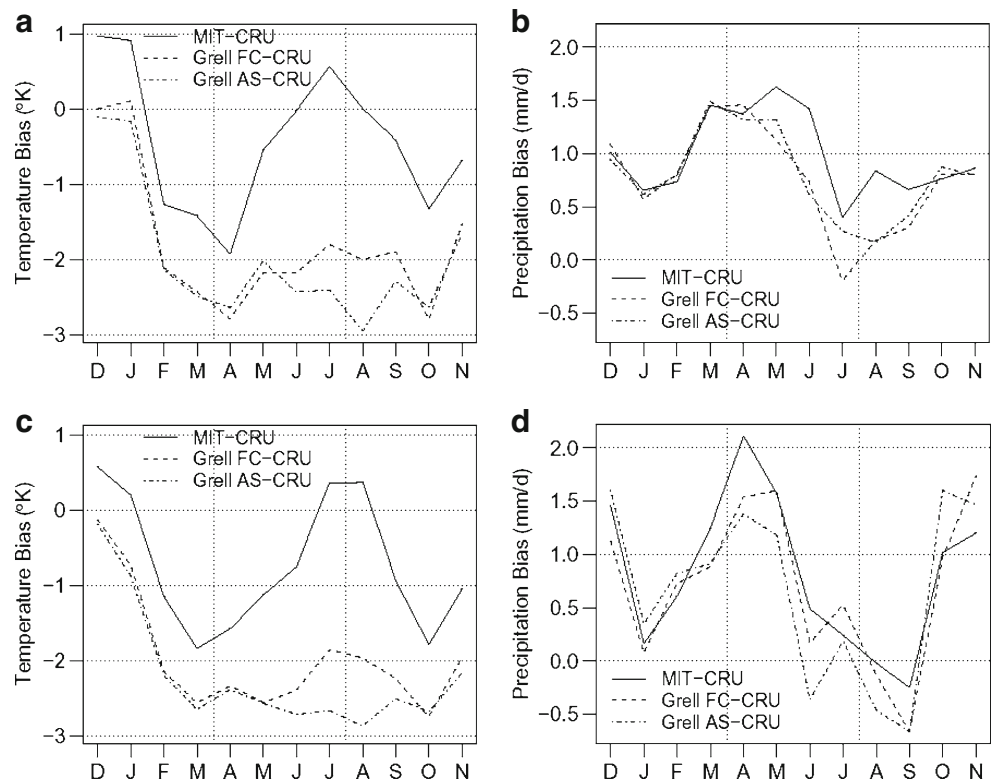 a
Temperature Bias (°K)
1
0
−1
−2
−3
MIT−CRU
Grell FC−CRU
Grell AS−CRU
D J F M A M J J A S O N
b
Precipitation Bias (mm/d)
2.0
1.5
1.0
0.5
0.0
−0.5
MIT−CRU
Grell FC−CRU
Grell AS−CRU
D J F M A M J J A S O N
c
Temperature Bias (°K)
1
0
−1
−2
−3
MIT−CRU
Grell FC−CRU
Grell AS−CRU
D J F M A M J J A S O N
d
Precipitation Bias (mm/d)
2.0
1.5
1.0
0.5
0.0
−0.5
MIT−CRU
Grell FC−CRU
Grell AS−CRU
D J F M A M J J A S O N